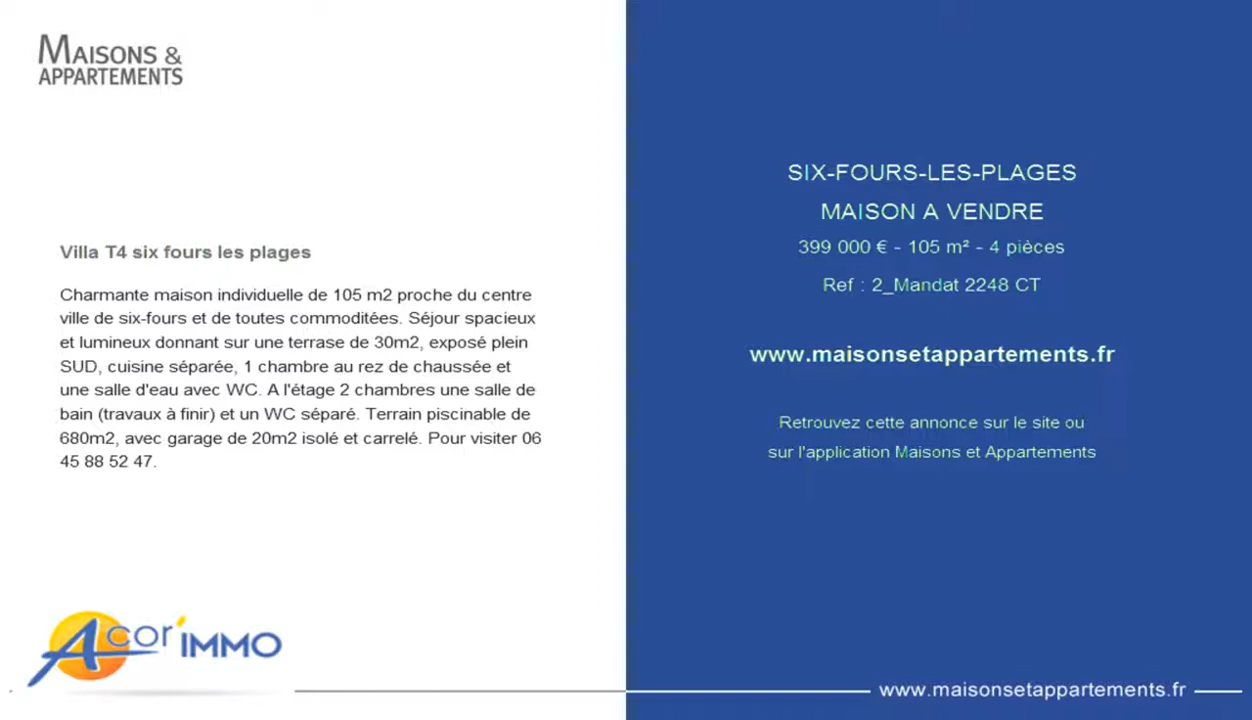 MAISONS &
APPARTEMENTS
Villa T4 six fours les plages
Charmante maison individuelle de 105 m2 proche du centre
ville de six-fours et de toutes commoditées. Séjour spacieux
et lumineux donnant sur une terrase de 30m2, exposé plein
SUD, cuisine séparée, 1 chambre au rez de chaussée et
une salle d'eau avec WC. A l'étage 2 chambres une salle de
bain (travaux à finir) et un WC séparé. Terrain piscinable de
680m2, avec garage de 20m2 isolé et carrelé. Pour visiter 06
45 88 52 47.
Acor'IMMO
SIX-FOURS-LES-PLAGES
MAISON A VENDRE
399 000 € - 105 m² - 4 pièces
Ref : 2_Mandat 2248 CT
www.maisonsetappartements.fr
Retrouvez cette annonce sur le site ou
sur l'application Maisons et Appartements
www.maisonsetappartements.fr